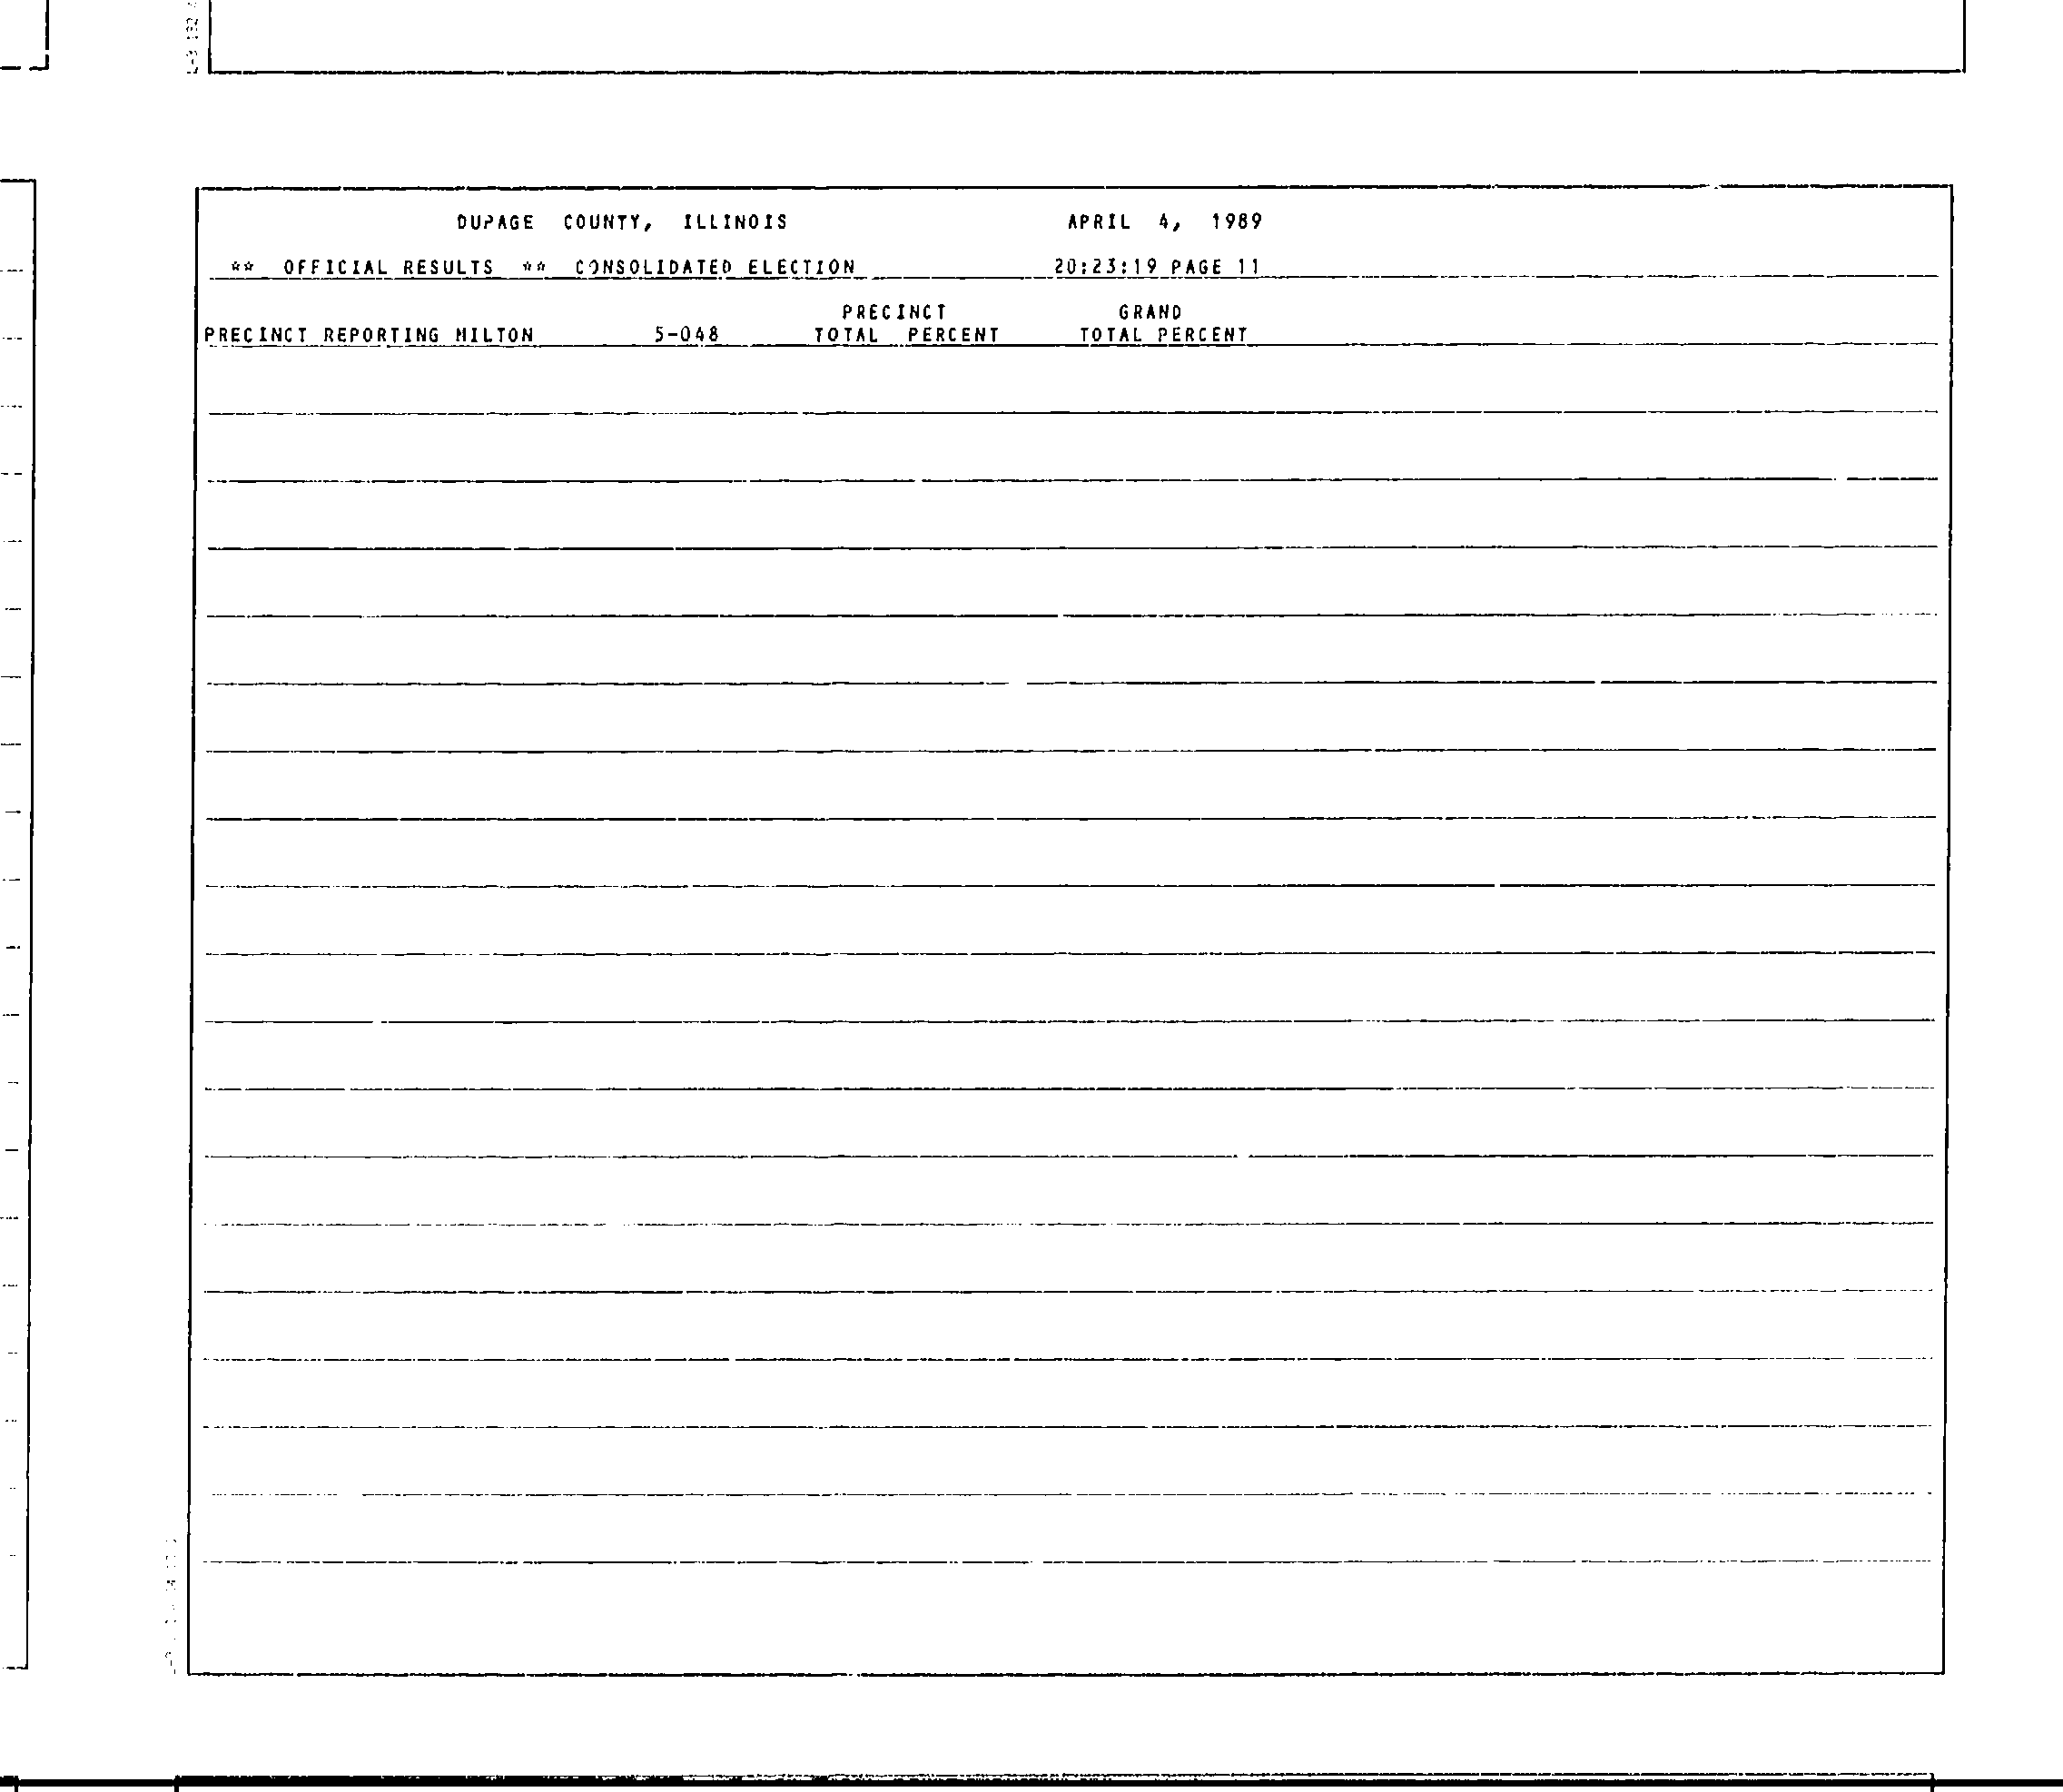 DUPAGE COUNTY, ILLINOIS APRIL 4, 1989
** OFFICIAL RESULTS ** CONSOLIDATED ELECTION 20:23:19 PAGE 11
PRECINCT GRAND
PRECINCT REPORTING MILTON 5-048 TOTAL PERCENT TOTAL PERCENT